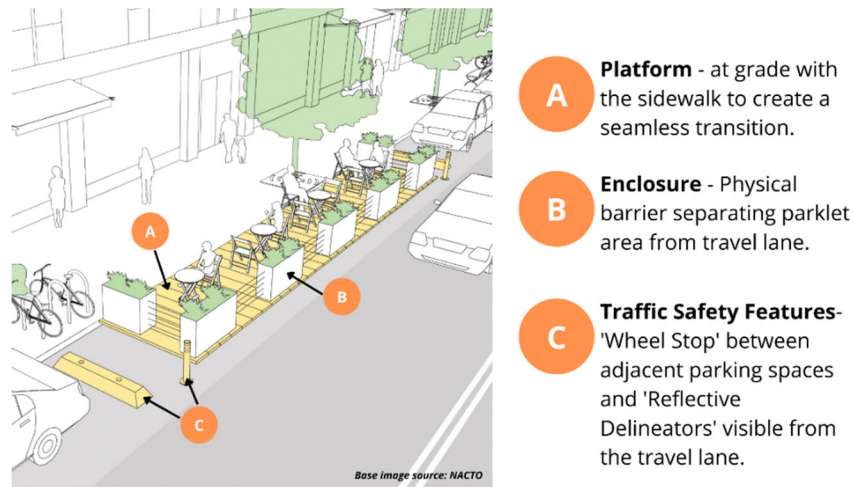 A
B
C
Base image source: NACTO
A
Platform - at grade with
the sidewalk to create a
seamless transition.
B
Enclosure - Physical
barrier separating parklet
area from travel lane.
C
Traffic Safety Features-
'Wheel Stop' between
adjacent parking spaces
and 'Reflective
Delineators' visible from
the travel lane.